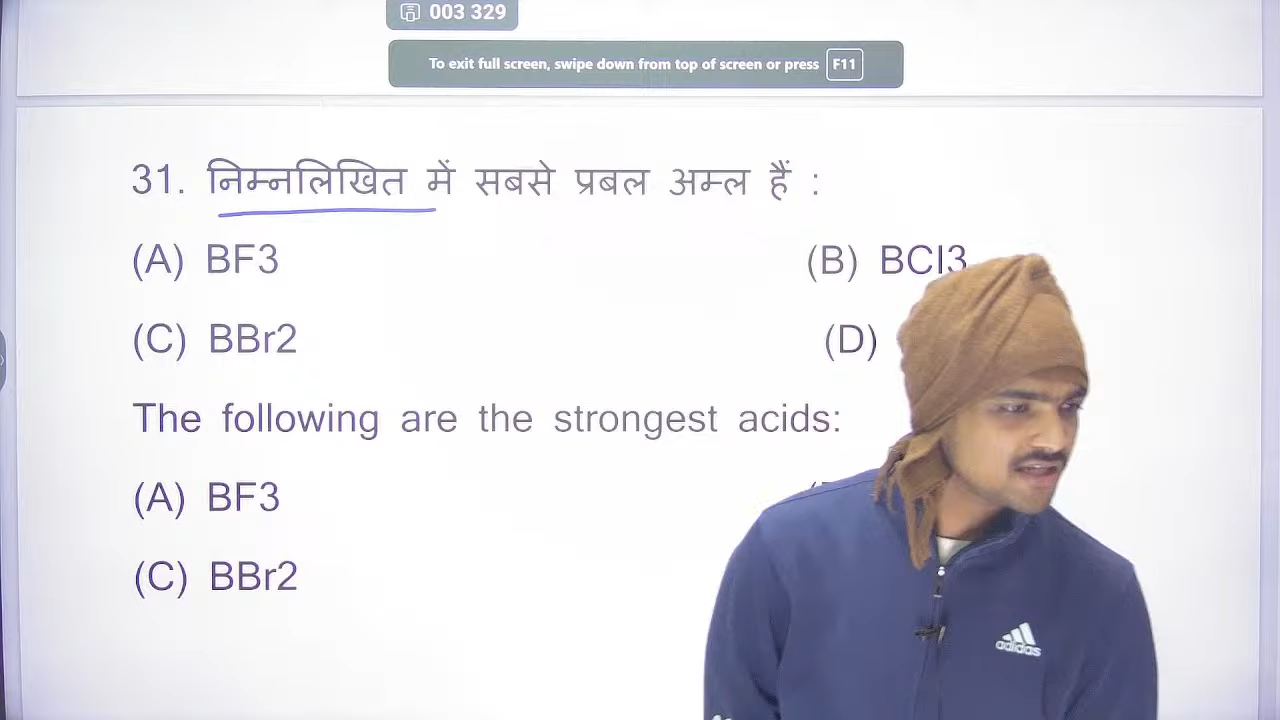 003 329
To exit full screen, swipe down from top of screen or press F11
31. निम्नलिखित में सबसे प्रबल अम्ल हैं :
(A) BF3 (B) BCl3
(C) BBr2 (D)
The following are the strongest acids:
(A) BF3
(C) BBr2
adidas